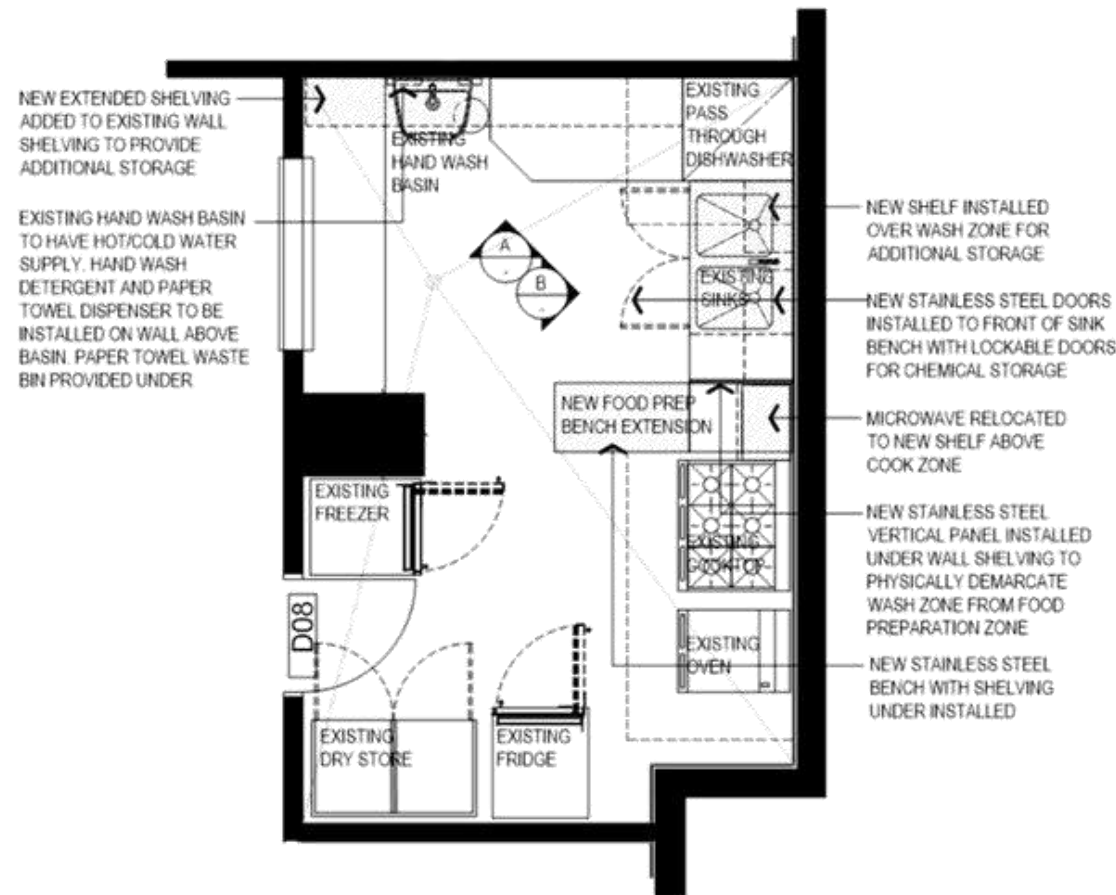 NEW EXTENDED SHELVING
ADDED TO EXISTING WALL
SHELVING TO PROVIDE
ADDITIONAL STORAGE
EXISTING HAND WASH BASIN
TO HAVE HOT/COLD WATER
SUPPLY. HAND WASH
DETERGENT AND PAPER
TOWEL DISPENSER TO BE
INSTALLED ON WALL ABOVE
BASIN. PAPER TOWEL WASTE
BIN PROVIDED UNDER
EXISTING
HAND WASH
BASIN
EXISTING
PASS
THROUGH
DISHWASHER
A
B
EXISTING
SINKS
NEW FOOD PREP
BENCH EXTENSION
EXISTING
FREEZER
EXISTING
COOKTOP
D08
EXISTING
OVEN
EXISTING
DRY STORE
EXISTING
FRIDGE
NEW SHELF INSTALLED
OVER WASH ZONE FOR
ADDITIONAL STORAGE
NEW STAINLESS STEEL DOORS
INSTALLED TO FRONT OF SINK
BENCH WITH LOCKABLE DOORS
FOR CHEMICAL STORAGE
MICROWAVE RELOCATED
TO NEW SHELF ABOVE
COOK ZONE
NEW STAINLESS STEEL
VERTICAL PANEL INSTALLED
UNDER WALL SHELVING TO
PHYSICALLY DEMARCATE
WASH ZONE FROM FOOD
PREPARATION ZONE
NEW STAINLESS STEEL
BENCH WITH SHELVING
UNDER INSTALLED